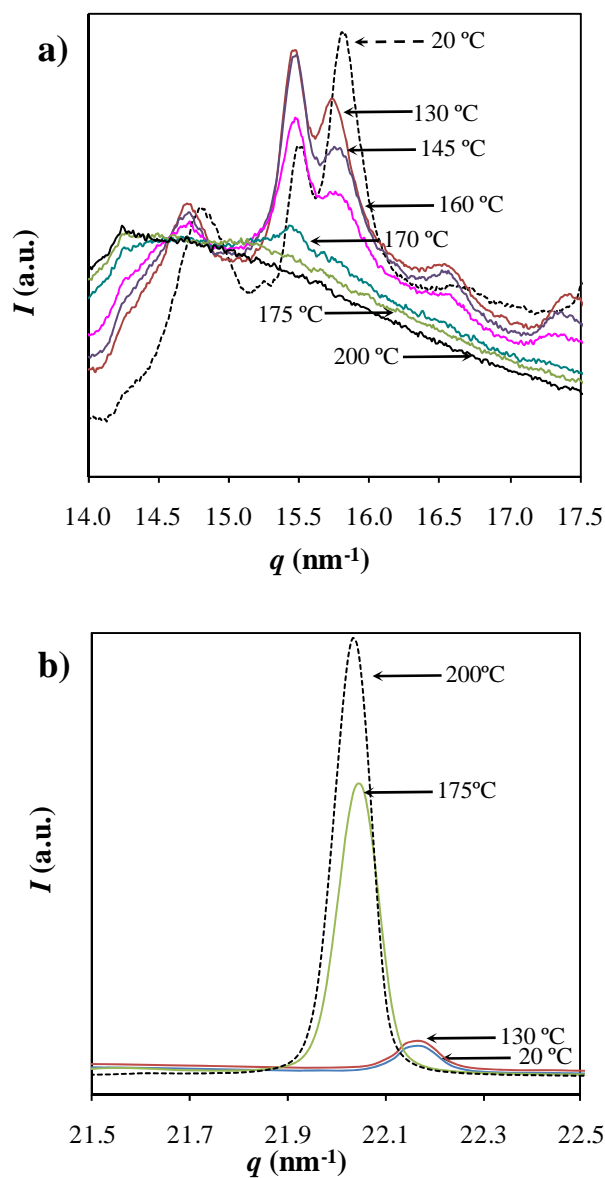 a)
20 ºC
130 ºC
145 ºC
160 ºC
170 ºC
175 ºC
200 ºC
I (a.u.)
14.0 14.5 15.0 15.5 16.0 16.5 17.0 17.5
q (nm-1)
b)
200ºC
175ºC
130 ºC
20 ºC
I (a.u.)
21.5 21.7 21.9 22.1 22.3 22.5
q (nm-1)